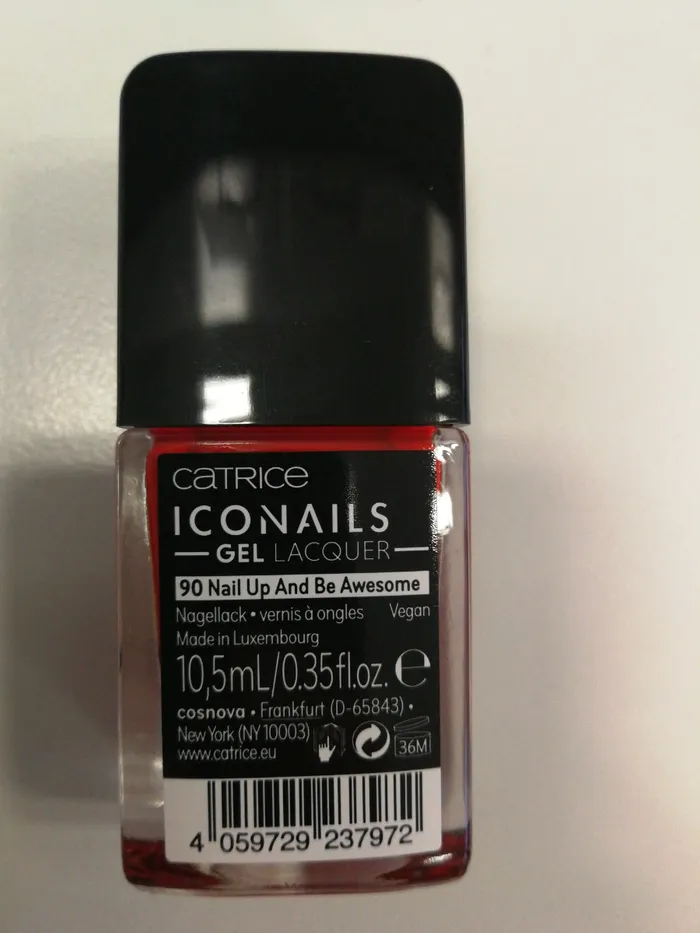 CATRICE
ICONAILS
GEL LACQUER
90 Nail Up And Be Awesome
Nagellack • vernis à ongles Vegan
Made in Luxembourg
10,5mL/0.35fl.oz. ℮
cosnova • Frankfurt (D-65843) •
New York (NY 10003)
www.catrice.eu
36M
4 059729 237972